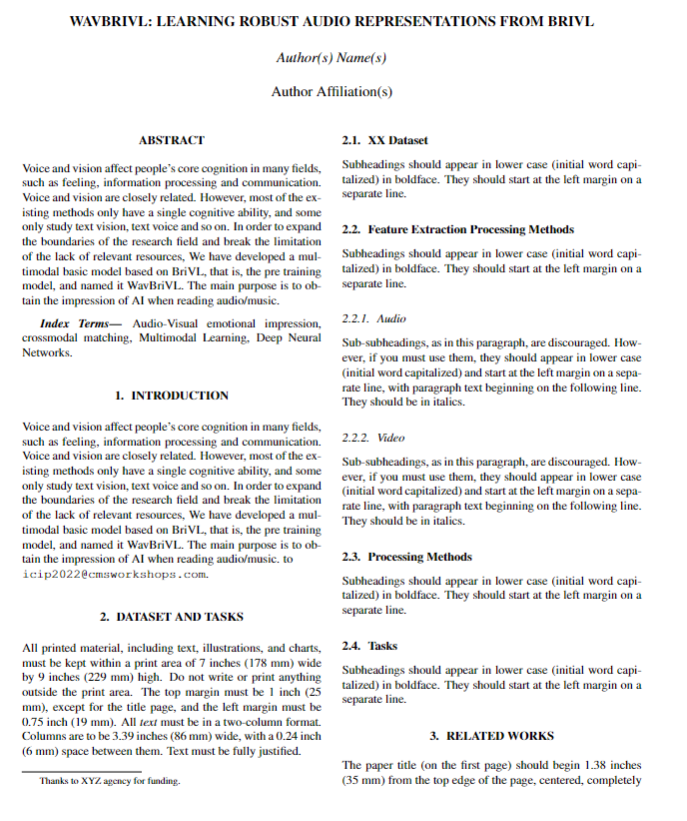 WAVBRIVL: LEARNING ROBUST AUDIO REPRESENTATIONS FROM BRIVL
Author(s) Name(s)
Author Affiliation(s)
ABSTRACT
Voice and vision affect people's core cognition in many fields,
such as feeling, information processing and communication.
Voice and vision are closely related. However, most of the ex-
isting methods only have a single cognitive ability, and some
only study text vision, text voice and so on. In order to expand
the boundaries of the research field and break the limitation
of the lack of relevant resources, We have developed a mul-
timodal basic model based on BriVL, that is, the pre training
model, and named it WavBriVL. The main purpose is to ob-
tain the impression of AI when reading audio/music.
Index Terms— Audio-Visual emotional impression,
crossmodal matching, Multimodal Learning, Deep Neural
Networks.
1. INTRODUCTION
Voice and vision affect people's core cognition in many fields,
such as feeling, information processing and communication.
Voice and vision are closely related. However, most of the ex-
isting methods only have a single cognitive ability, and some
only study text vision, text voice and so on. In order to expand
the boundaries of the research field and break the limitation
of the lack of relevant resources, We have developed a mul-
timodal basic model based on BriVL, that is, the pre training
model, and named it WavBriVL. The main purpose is to ob-
tain the impression of AI when reading audio/music. to
icip2022@cmsworkshops.com.
2. DATASET AND TASKS
All printed material, including text, illustrations, and charts,
must be kept within a print area of 7 inches (178 mm) wide
by 9 inches (229 mm) high. Do not write or print anything
outside the print area. The top margin must be 1 inch (25
mm), except for the title page, and the left margin must be
0.75 inch (19 mm). All text must be in a two-column format.
Columns are to be 3.39 inches (86 mm) wide, with a 0.24 inch
(6 mm) space between them. Text must be fully justified.
Thanks to XYZ agency for funding.
2.1. XX Dataset
Subheadings should appear in lower case (initial word capi-
talized) in boldface. They should start at the left margin on a
separate line.
2.2. Feature Extraction Processing Methods
Subheadings should appear in lower case (initial word capi-
talized) in boldface. They should start at the left margin on a
separate line.
2.2.1. Audio
Sub-subheadings, as in this paragraph, are discouraged. How-
ever, if you must use them, they should appear in lower case
(initial word capitalized) and start at the left margin on a sepa-
rate line, with paragraph text beginning on the following line.
They should be in italics.
2.2.2. Video
Sub-subheadings, as in this paragraph, are discouraged. How-
ever, if you must use them, they should appear in lower case
(initial word capitalized) and start at the left margin on a sepa-
rate line, with paragraph text beginning on the following line.
They should be in italics.
2.3. Processing Methods
Subheadings should appear in lower case (initial word capi-
talized) in boldface. They should start at the left margin on a
separate line.
2.4. Tasks
Subheadings should appear in lower case (initial word capi-
talized) in boldface. They should start at the left margin on a
separate line.
3. RELATED WORKS
The paper title (on the first page) should begin 1.38 inches
(35 mm) from the top edge of the page, centered, completely